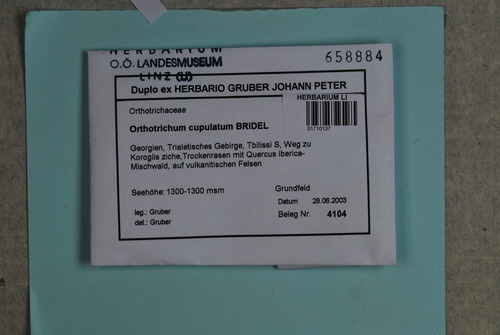 HERBARIUM
O.Ö. LANDESMUSEUM
LINZ (U)
658884
Duplo ex HERBARIO GRUBER JOHANN PETER
HERBARIUM LI
01710137
Orthotrichaceae
Orthotrichum cupulatum BRIDEL
Georgien, Trialetisches Gebirge, Tbilissi S, Weg zu
Koroglis ziche,Trockenrasen mit Quercus iberica-
Mischwald, auf vulkanitischen Felsen
Seehöhe: 1300-1300 msm
Grundfeld
Datum 28.06.2003
leg.: Gruber
Beleg Nr. 4104
det.: Gruber